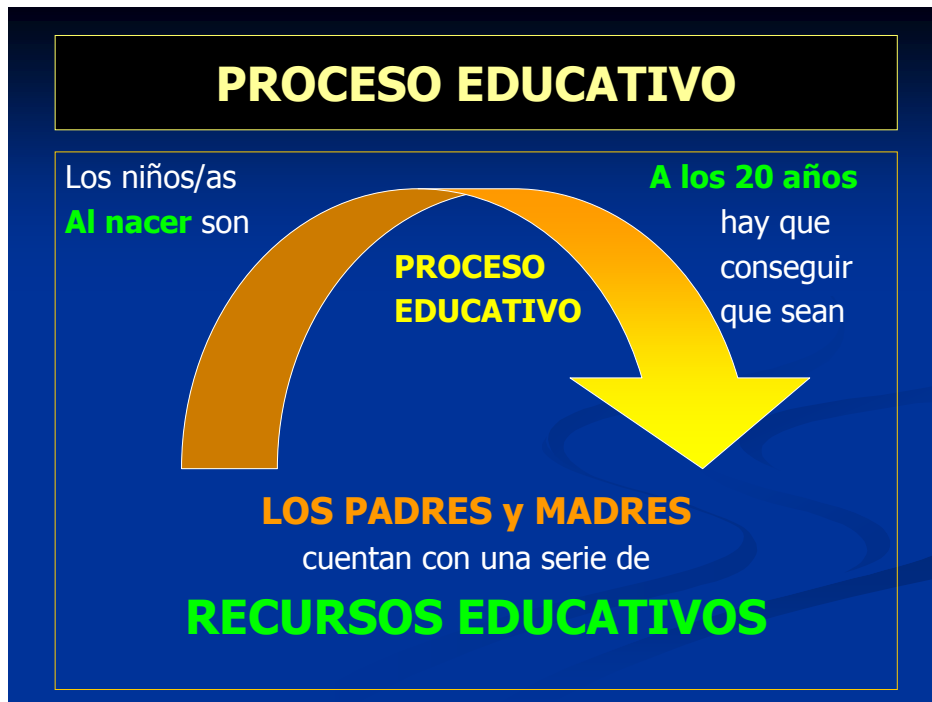 PROCESO EDUCATIVO
Los niños/as
Al nacer son
A los 20 años
hay que
conseguir
que sean
PROCESO
EDUCATIVO
LOS PADRES y MADRES
cuentan con una serie de
RECURSOS EDUCATIVOS